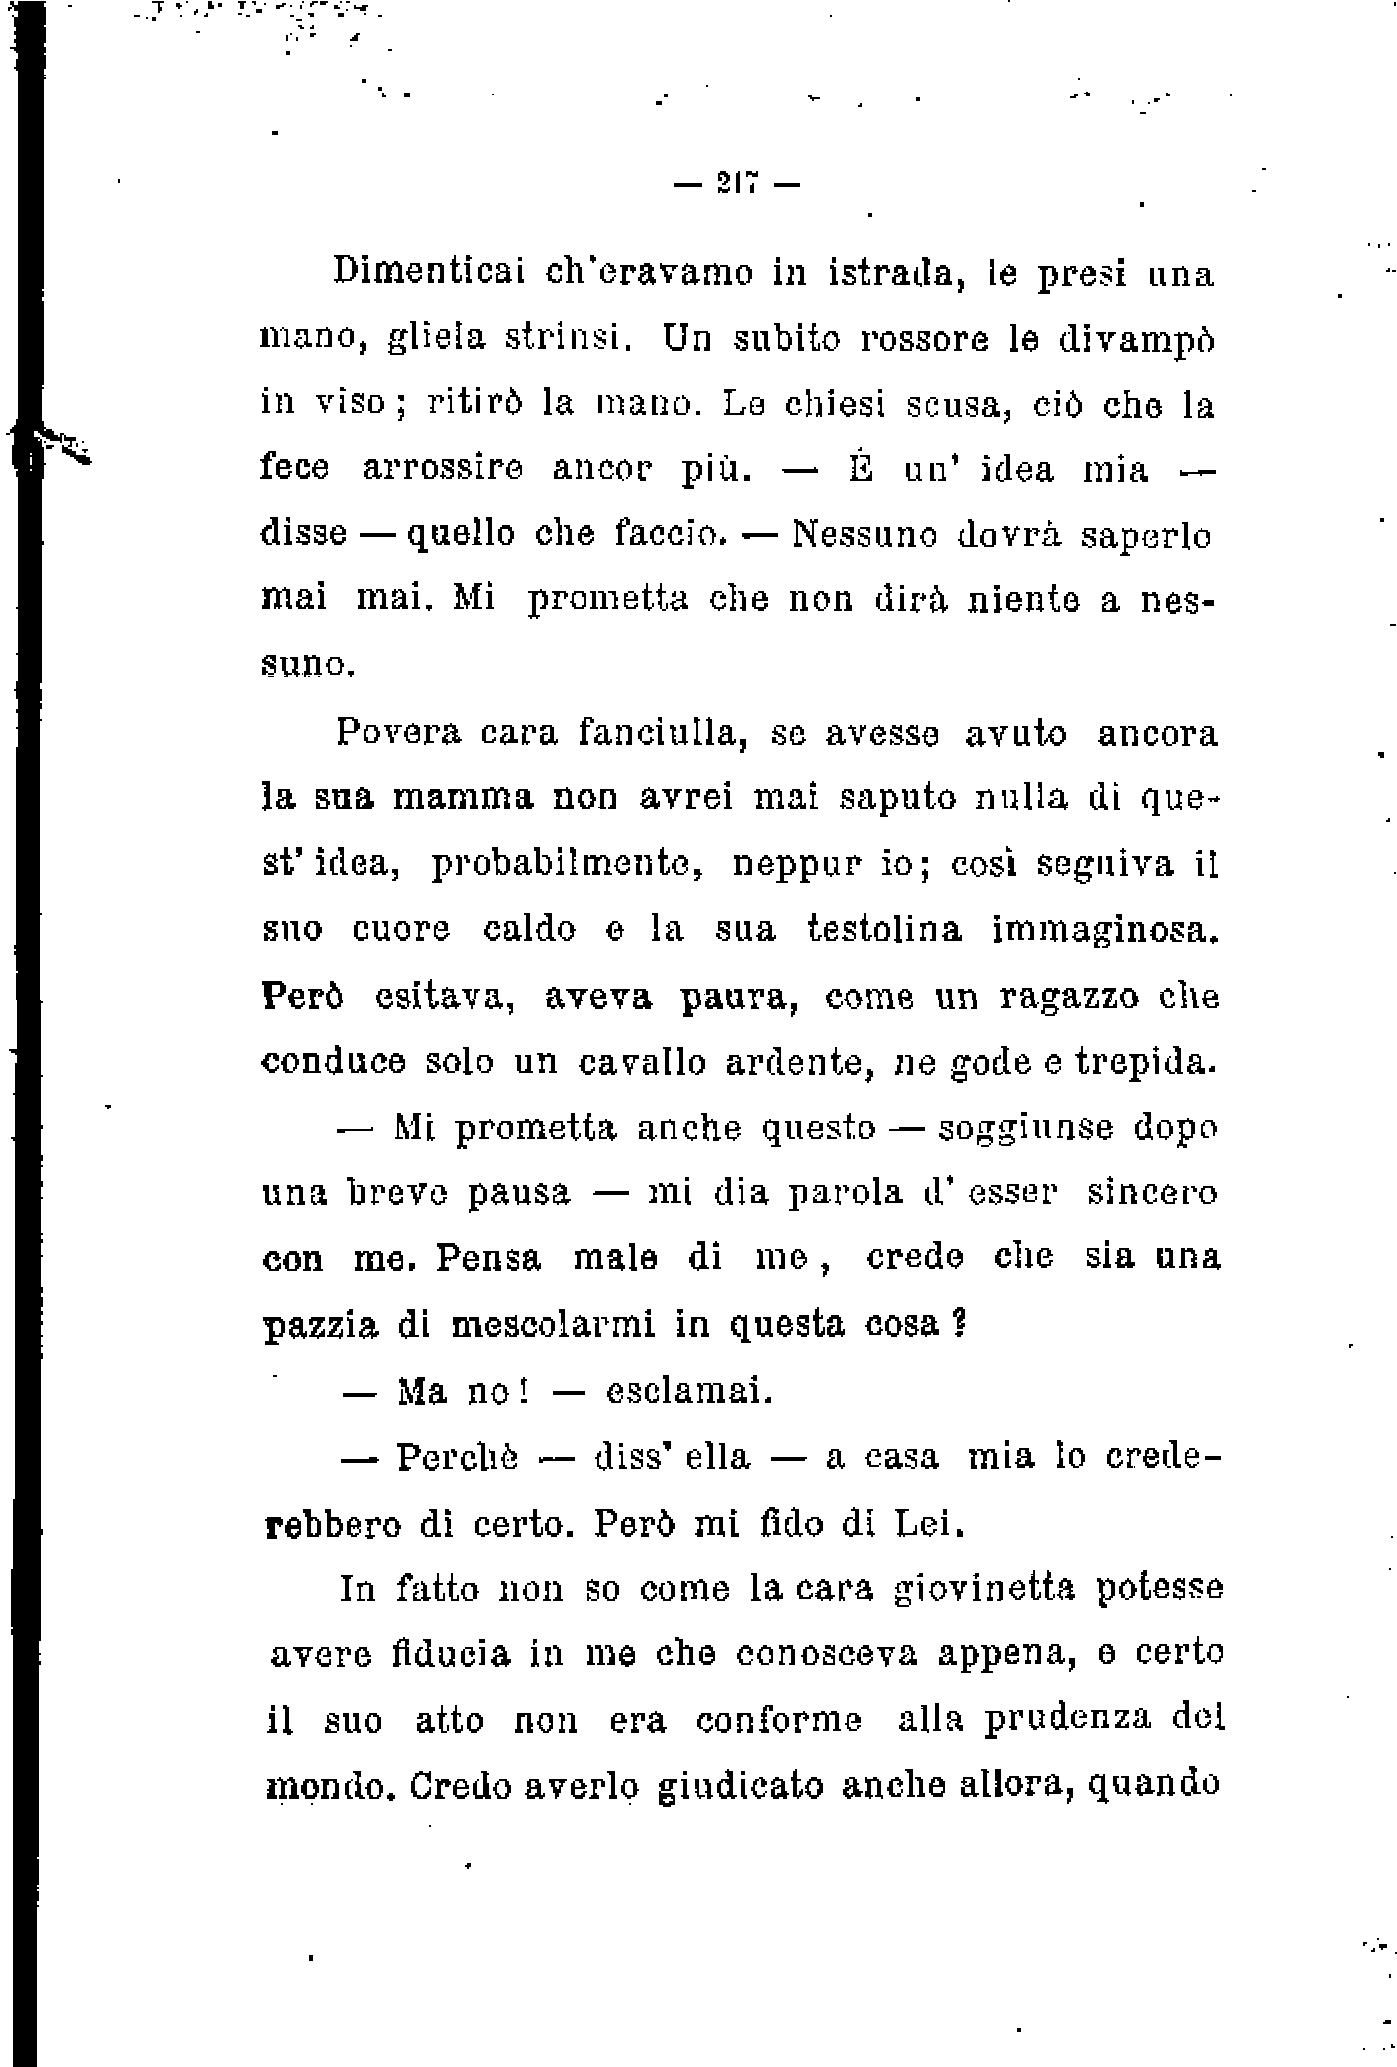 — 217 —
Dimenticai ch'eravamo in istrada, le presi una
mano, gliela strinsi. Un subito rossore le divampò
in viso; ritirò la mano. Le chiesi scusa, ciò che la
fece arrossire ancor più. — È un' idea mia —
disse — quello che faccio. — Nessuno dovrà saperlo
mai mai. Mi prometta che non dirà niente a nes-
suno.
Povera cara fanciulla, se avesse avuto ancora
la sua mamma non avrei mai saputo nulla di que-
st' idea, probabilmente, neppur io; così seguiva il
suo cuore caldo e la sua testolina immaginosa.
Però esitava, aveva paura, come un ragazzo che
conduce solo un cavallo ardente, ne gode e trepida.
— Mi prometta anche questo — soggiunse dopo
una breve pausa — mi dia parola d' esser sincero
con me. Pensa male di me, crede che sia una
pazzia di mescolarmi in questa cosa?
— Ma no! — esclamai.
— Perchè — diss' ella — a casa mia lo crede-
rebbero di certo. Però mi fido di Lei.
In fatto non so come la cara giovinetta potesse
avere fiducia in me che conosceva appena, e certo
il suo atto non era conforme alla prudenza del
mondo. Credo averlo giudicato anche allora, quando